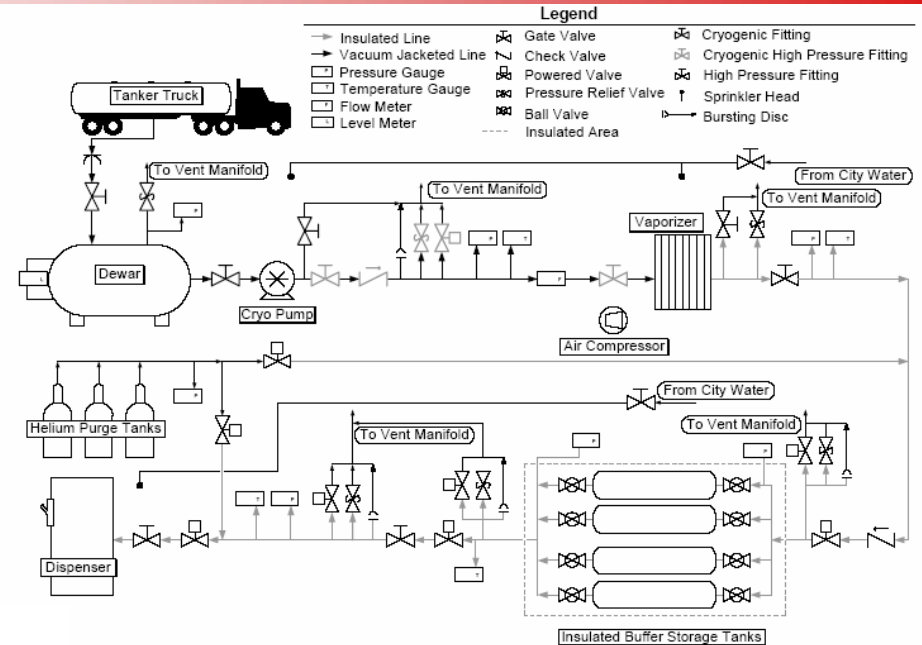 Legend
Insulated Line
Vacuum Jacketed Line
P Pressure Gauge
T Temperature Gauge
F Flow Meter
L Level Meter
Gate Valve
Check Valve
Powered Valve
Pressure Relief Valve
Ball Valve
Insulated Area
Cryogenic Fitting
Cryogenic High Pressure Fitting
High Pressure Fitting
Sprinkler Head
Bursting Disc
Tanker Truck
To Vent Manifold
To Vent Manifold
From City Water
To Vent Manifold
Vaporizer
P
P
T
P
T
L
Dewar
Cryo Pump
Air Compressor
P
From City Water
Helium Purge Tanks
To Vent Manifold
To Vent Manifold
T
P
P
P
Dispenser
T
Insulated Buffer Storage Tanks